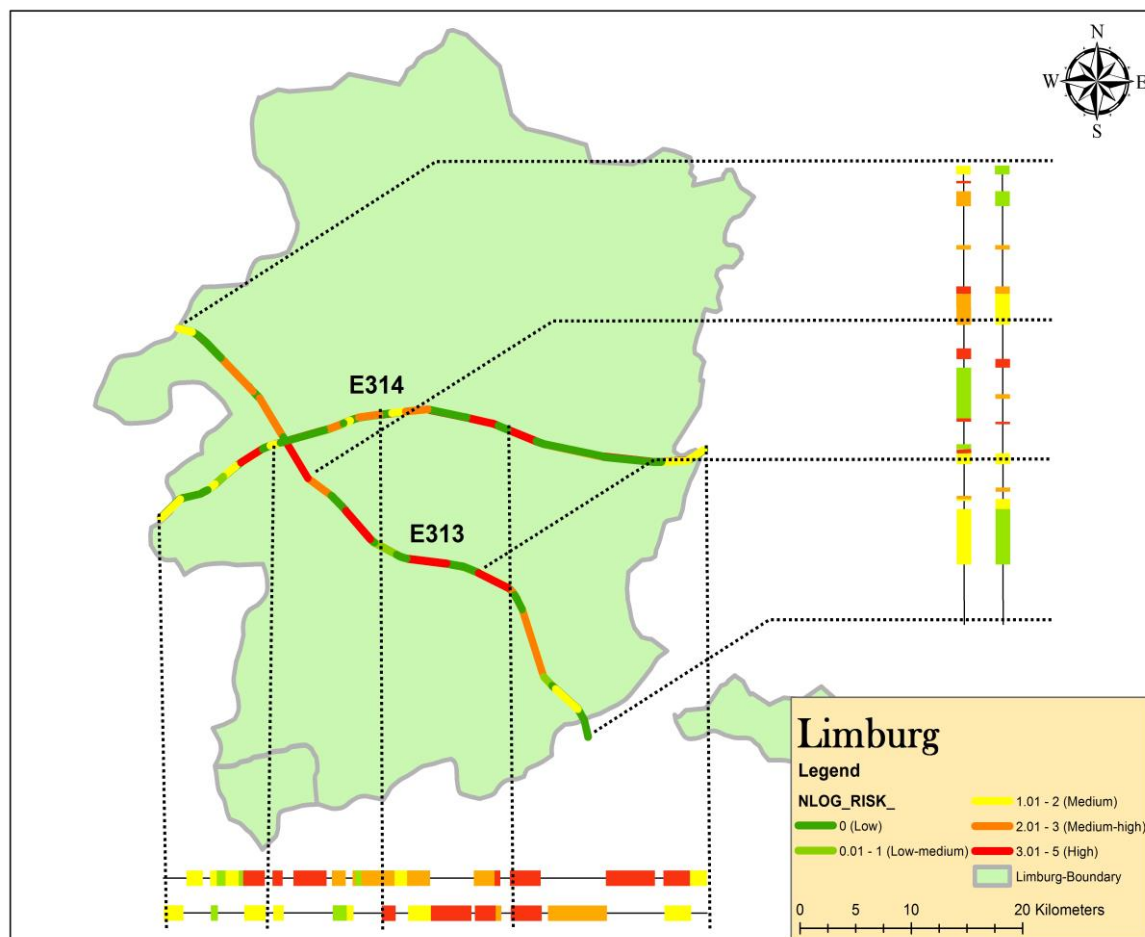 N
W E
S
E314
E313
Limburg
Legend
NLOG_RISK_
0 (Low)
0.01 - 1 (Low-medium)
1.01 - 2 (Medium)
2.01 - 3 (Medium-high)
3.01 - 5 (High)
Limburg-Boundary
0 5 10 20 Kilometers